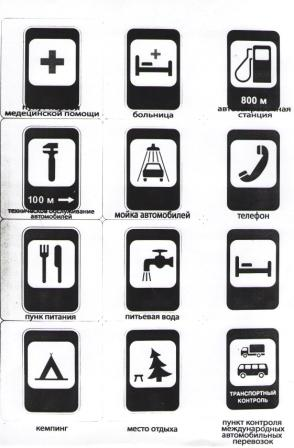 медецинской помощи
больница
800 м
станция
100 м
техническое обслуживание
автомобилей
мойка автомобилей
телефон
пунк питания
питьевая вода
кемпинг
место отдыха
ТРАНСПОРТНЫЙ
КОНТРОЛЬ
пункт контроля
международных
автомобильных
перевозок